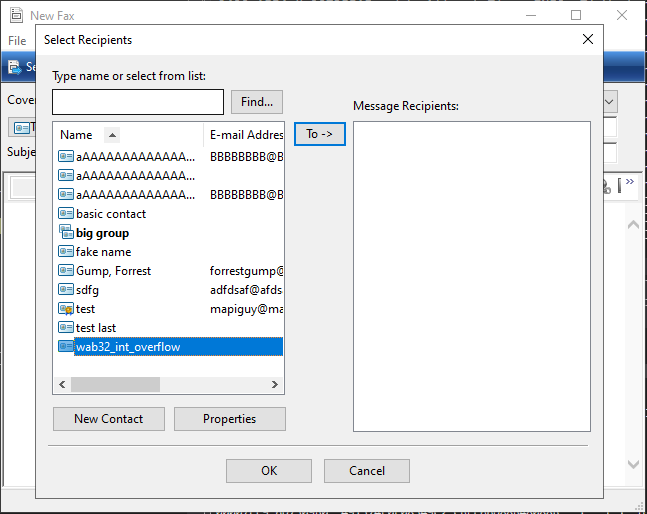 New Fax
File
Select Recipients
Type name or select from list:
Find...
Message Recipients:
Name E-mail Addres
To ->
aAAAAAAAAAAAAA... BBBBBBBB@B
aAAAAAAAAAAAAA...
aAAAAAAAAAAAAA... BBBBBBBB@B
basic contact
big group
fake name
Gump, Forrest forrestgump@
sdfg adfdsaf@afds
test mapiguy@ma
test last
wab32_int_overflow
New Contact Properties
OK Cancel
Se
Cove
T
Subje